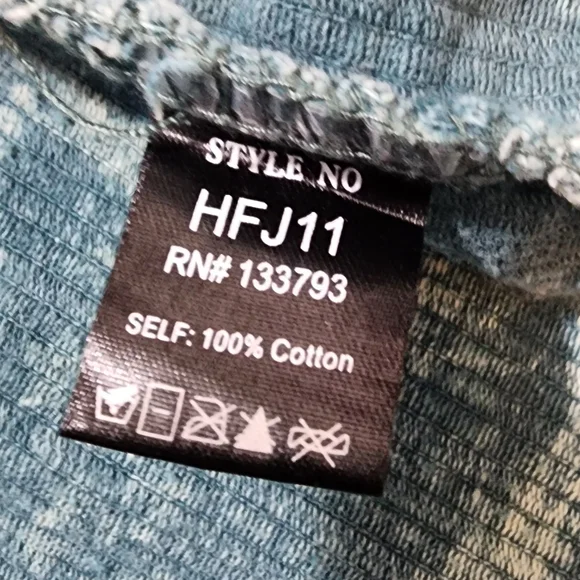 STYLE NO
HFJ11
RN# 133793
SELF: 100% Cotton